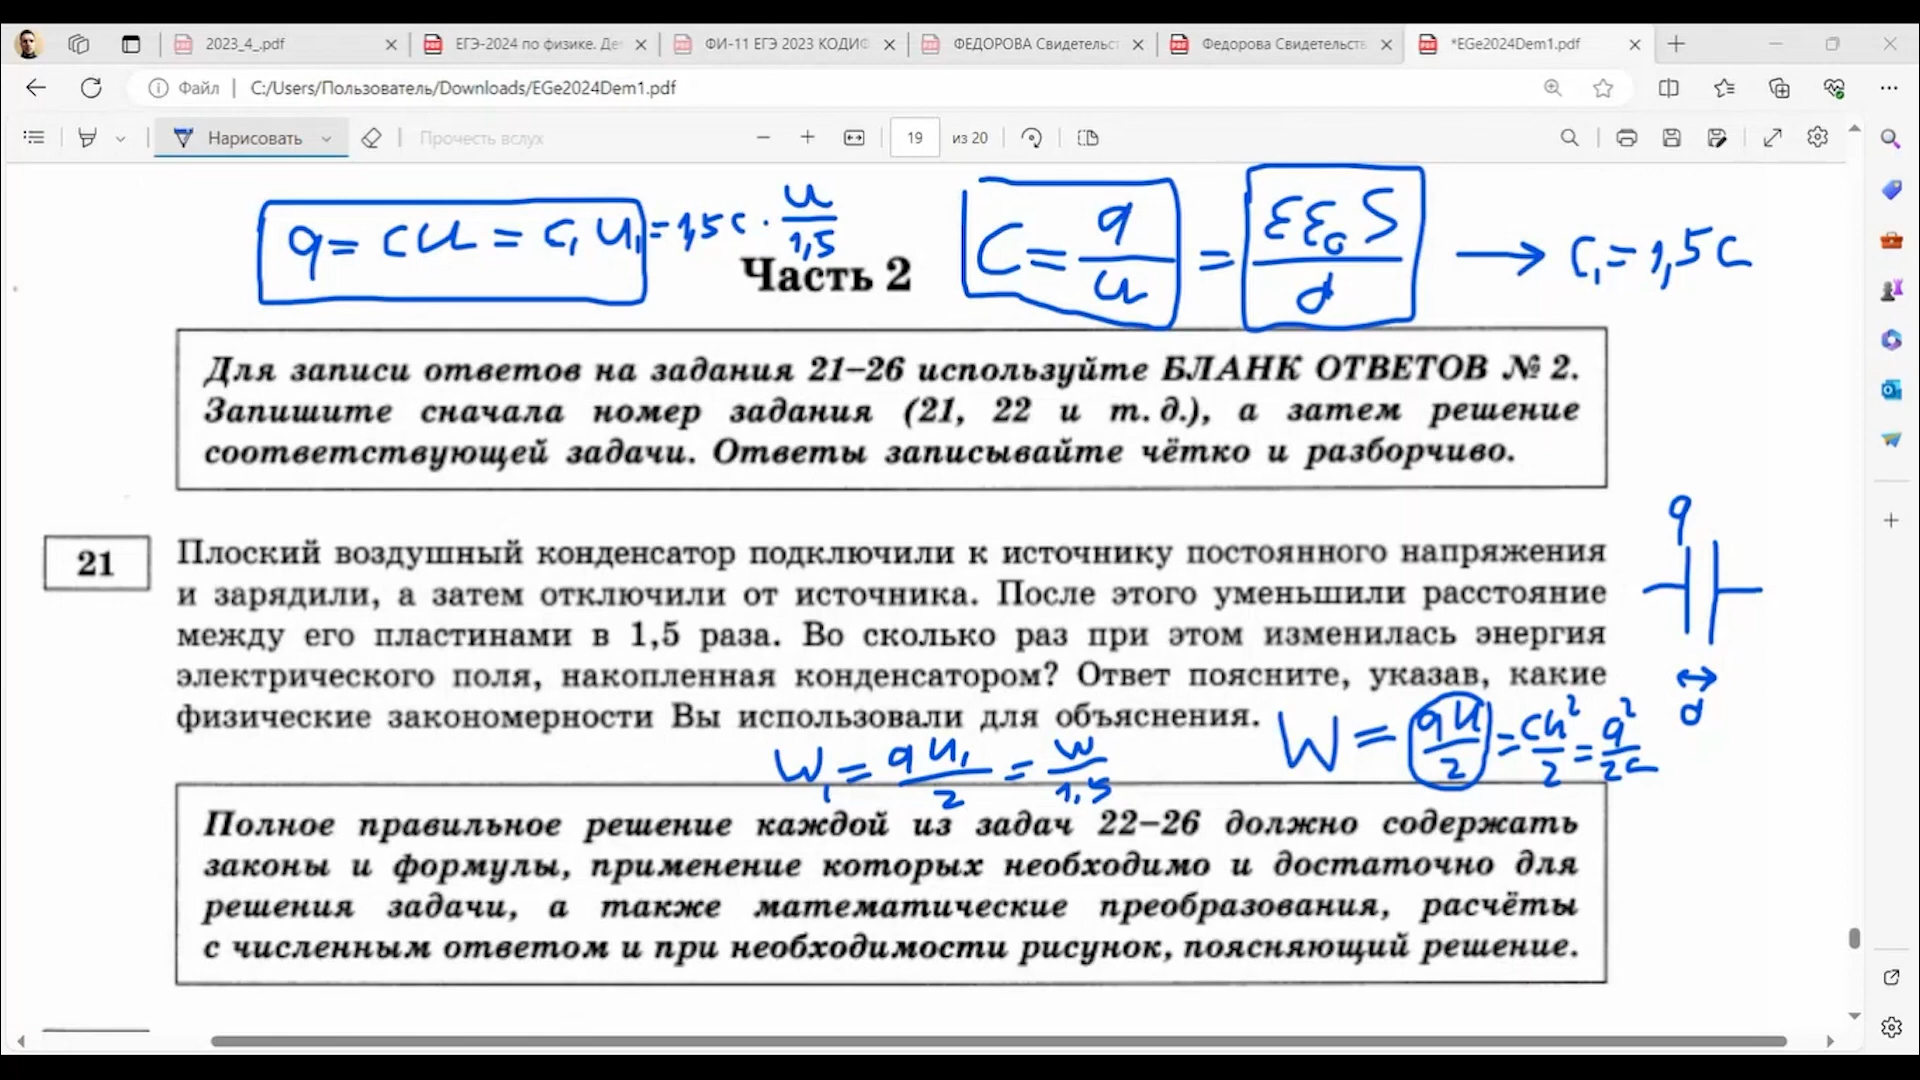 2023_4_.pdf
ЕГЭ-2024 по физике. Де
ФИ-11 ЕГЭ 2023 КОДИФ
ФЕДОРОВА Свидетельст
Федорова Свидетельств
*EGe2024Dem1.pdf
Файл | C:/Users/Пользователь/Downloads/EGe2024Dem1.pdf
Нарисовать
Прочесть вслух
19 из 20
q = CU = C₁U₁ = 1,5C · U/1,5
C = q/U = εε₀S/d → C₁ = 1,5C
Часть 2
Для записи ответов на задания 21–26 используйте БЛАНК ОТВЕТОВ № 2.
Запишите сначала номер задания (21, 22 и т. д.), а затем решение
соответствующей задачи. Ответы записывайте чётко и разборчиво.
q
21
Плоский воздушный конденсатор подключили к источнику постоянного напряжения
и зарядили, а затем отключили от источника. После этого уменьшили расстояние
между его пластинами в 1,5 раза. Во сколько раз при этом изменилась энергия
электрического поля, накопленная конденсатором? Ответ поясните, указав, какие
физические закономерности Вы использовали для объяснения.
d
W = qU/2 = CU²/2 = q²/2C
W₁ = qU₁/2 = W/1,5
Полное правильное решение каждой из задач 22–26 должно содержать
законы и формулы, применение которых необходимо и достаточно для
решения задачи, а также математические преобразования, расчёты
с численным ответом и при необходимости рисунок, поясняющий решение.